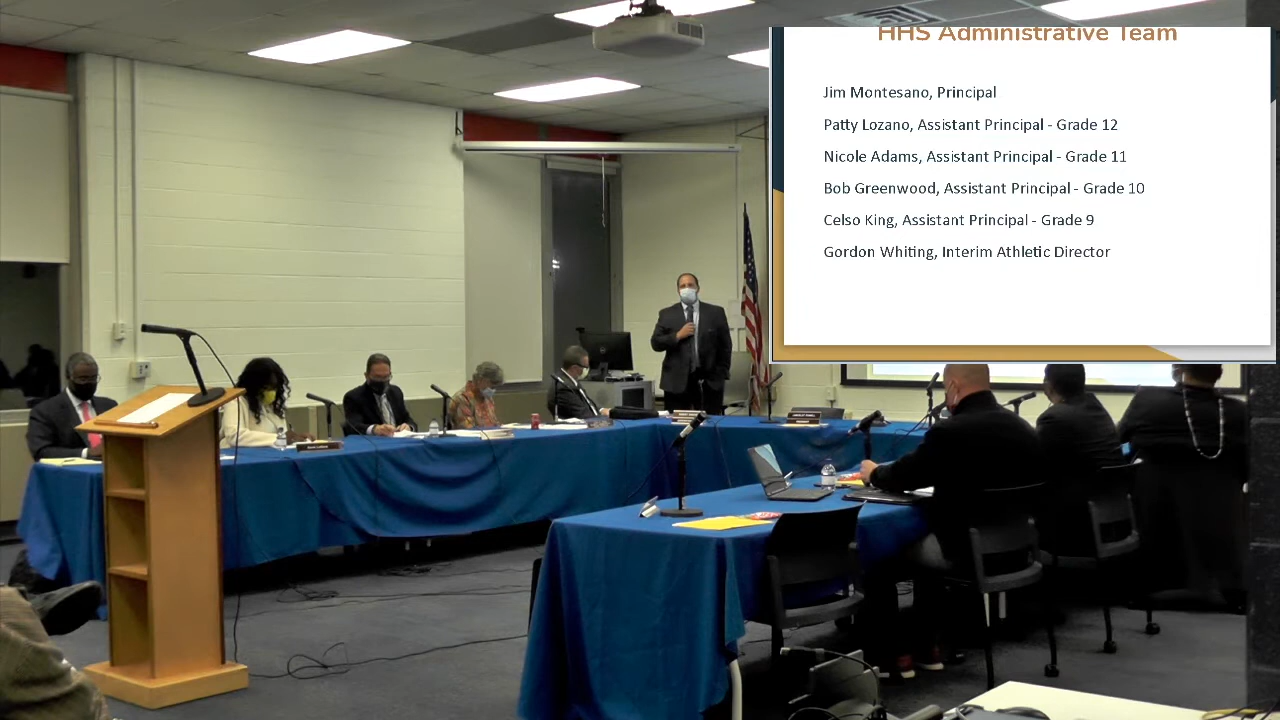 HHS Administrative Team
Jim Montesano, Principal
Patty Lozano, Assistant Principal - Grade 12
Nicole Adams, Assistant Principal - Grade 11
Bob Greenwood, Assistant Principal - Grade 10
Celso King, Assistant Principal - Grade 9
Gordon Whiting, Interim Athletic Director